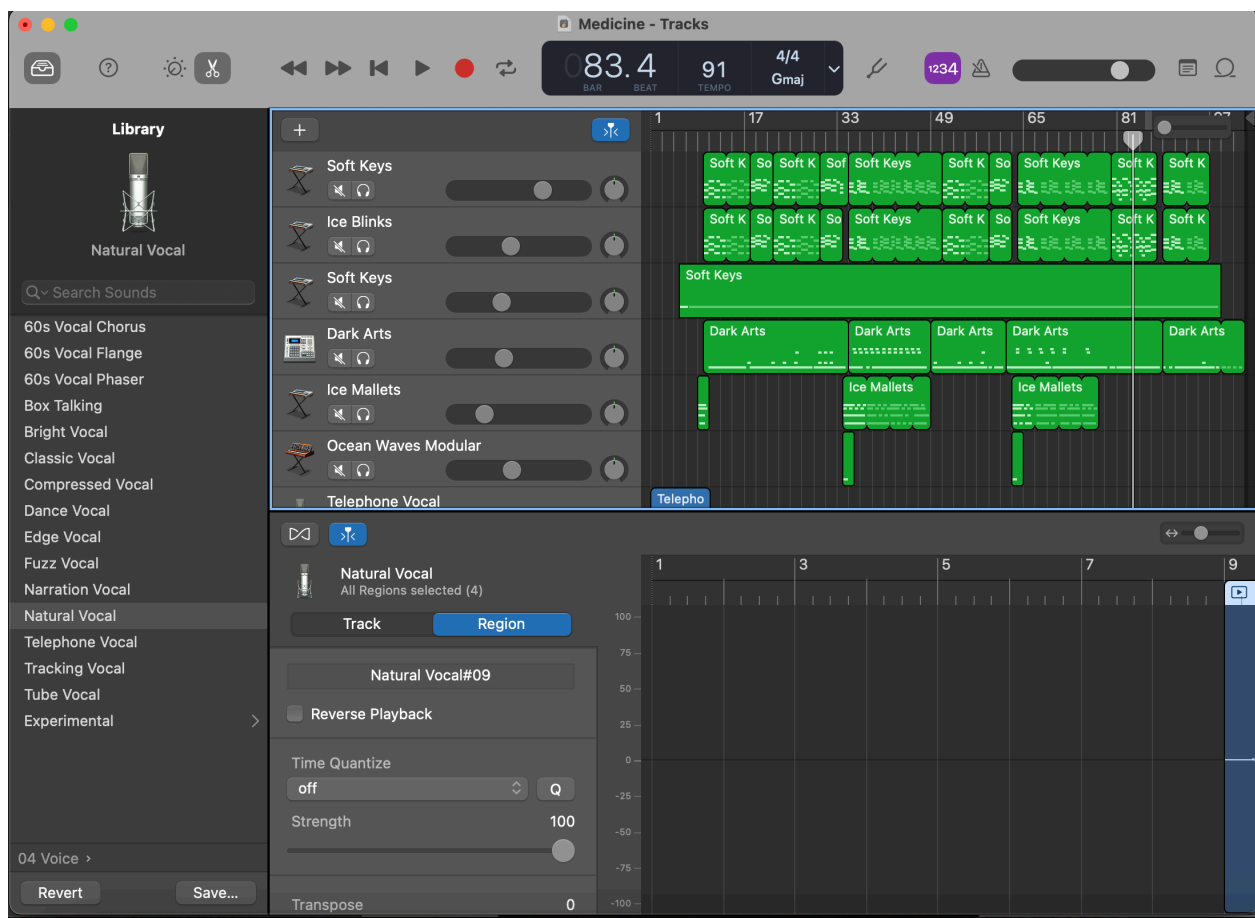 Medicine - Tracks
083.4
BAR BEAT
91
TEMPO
4/4
Gmaj
1234
Library
Natural Vocal
Search Sounds
60s Vocal Chorus
60s Vocal Flange
60s Vocal Phaser
Box Talking
Bright Vocal
Classic Vocal
Compressed Vocal
Dance Vocal
Edge Vocal
Fuzz Vocal
Narration Vocal
Natural Vocal
Telephone Vocal
Tracking Vocal
Tube Vocal
Experimental
04 Voice
Revert Save...
1 17 33 49 65 81
Soft Keys
Soft K So Soft K Sof Soft Keys Soft K So Soft Keys Soft K Soft K
Ice Blinks
Soft K So Soft K So Soft Keys Soft K So Soft Keys Soft K Soft K
Soft Keys
Soft Keys
Dark Arts
Dark Arts Dark Arts Dark Arts Dark Arts Dark Arts
Ice Mallets
Ice Mallets Ice Mallets
Ocean Waves Modular
Telephone Vocal
Telepho
Natural Vocal
All Regions selected (4)
Track Region
Natural Vocal#09
Reverse Playback
Time Quantize
off Q
Strength 100
Transpose 0
1 3 5 7 9
100
75
50
25
0
-25
-50
-75
-100